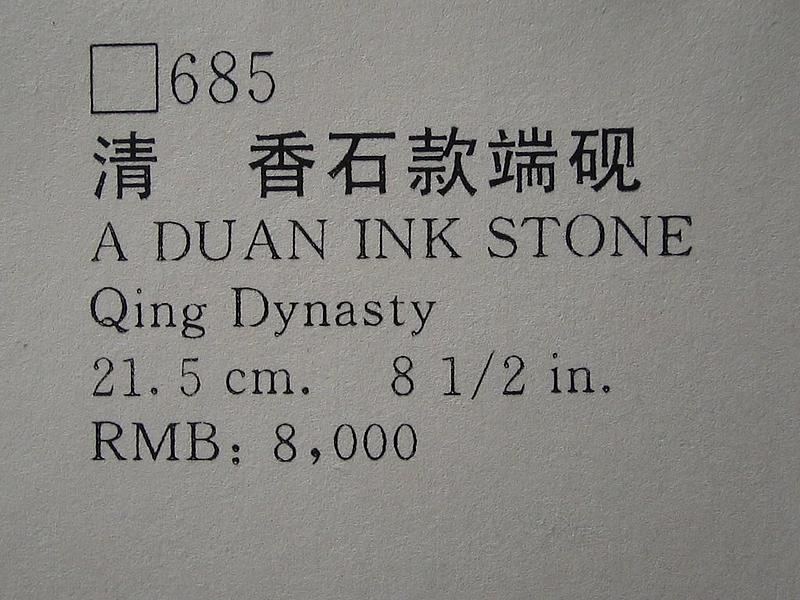 □685
清 香石款端砚
A DUAN INK STONE
Qing Dynasty
21.5 cm. 8 1/2 in.
RMB: 8,000